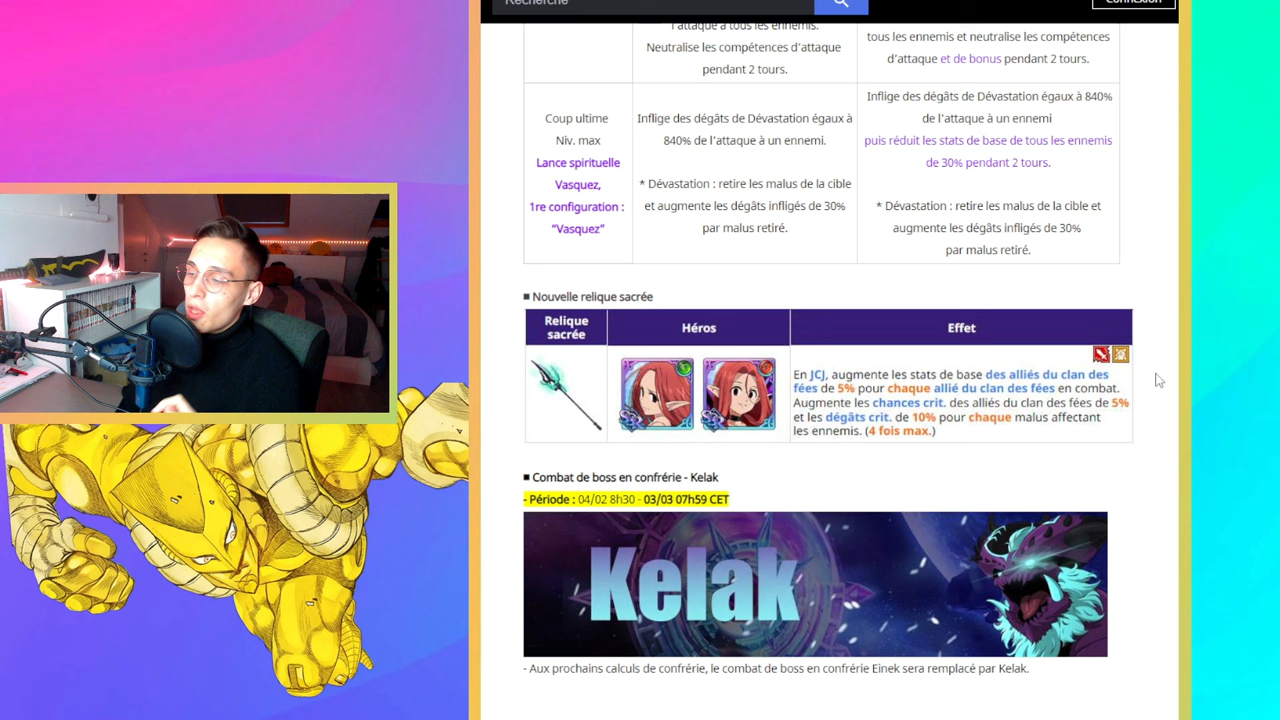 Recherche
Connexion
l'attaque à tous les ennemis.
Neutralise les compétences d'attaque
pendant 2 tours.
tous les ennemis et neutralise les compétences
d'attaque et de bonus pendant 2 tours.
Coup ultime
Niv. max
Lance spirituelle
Vasquez,
1re configuration :
“Vasquez”
Inflige des dégâts de Dévastation égaux à
840% de l'attaque à un ennemi.
* Dévastation : retire les malus de la cible
et augmente les dégâts infligés de 30%
par malus retiré.
Inflige des dégâts de Dévastation égaux à 840%
de l'attaque à un ennemi
puis réduit les stats de base de tous les ennemis
de 30% pendant 2 tours.
* Dévastation : retire les malus de la cible et
augmente les dégâts infligés de 30%
par malus retiré.
■ Nouvelle relique sacrée
Relique
sacrée
Héros
Effet
En JCJ, augmente les stats de base des alliés du clan des
fées de 5% pour chaque allié du clan des fées en combat.
Augmente les chances crit. des alliés du clan des fées de 5%
et les dégâts crit. de 10% pour chaque malus affectant
les ennemis. (4 fois max.)
■ Combat de boss en confrérie - Kelak
- Période : 04/02 8h30 - 03/03 07h59 CET
Kelak
- Aux prochains calculs de confrérie, le combat de boss en confrérie Einek sera remplacé par Kelak.